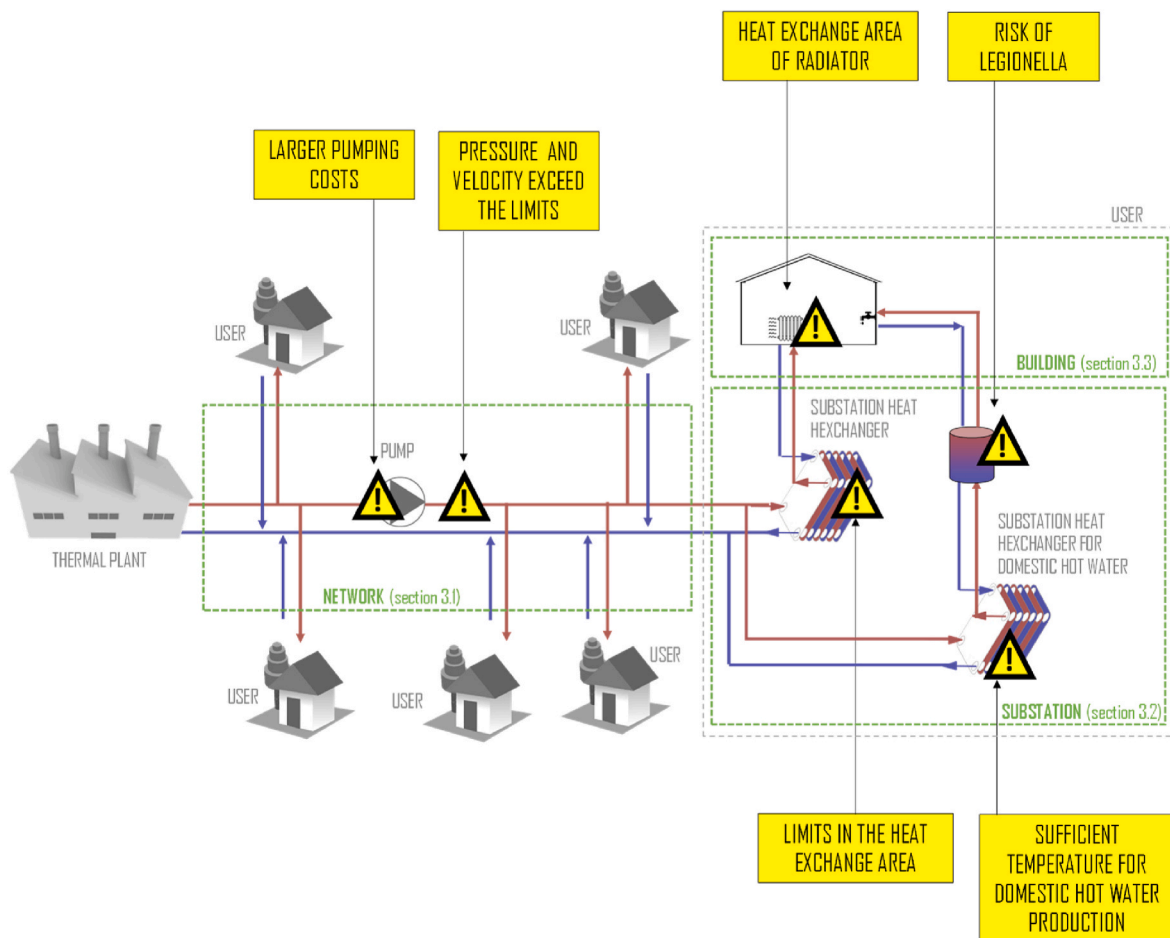 HEAT EXCHANGE AREA
OF RADIATOR
RISK OF
LEGIONELLA
LARGER PUMPING
COSTS
PRESSURE AND
VELOCITY EXCEED
THE LIMITS
USER
USER
USER
BUILDING (section 3.3)
SUBSTATION HEAT
HEXCHANGER
PUMP
THERMAL PLANT
SUBSTATION HEAT
HEXCHANGER FOR
DOMESTIC HOT WATER
NETWORK (section 3.1)
USER
USER
USER
SUBSTATION (section 3.2)
LIMITS IN THE HEAT
EXCHANGE AREA
SUFFICIENT
TEMPERATURE FOR
DOMESTIC HOT WATER
PRODUCTION